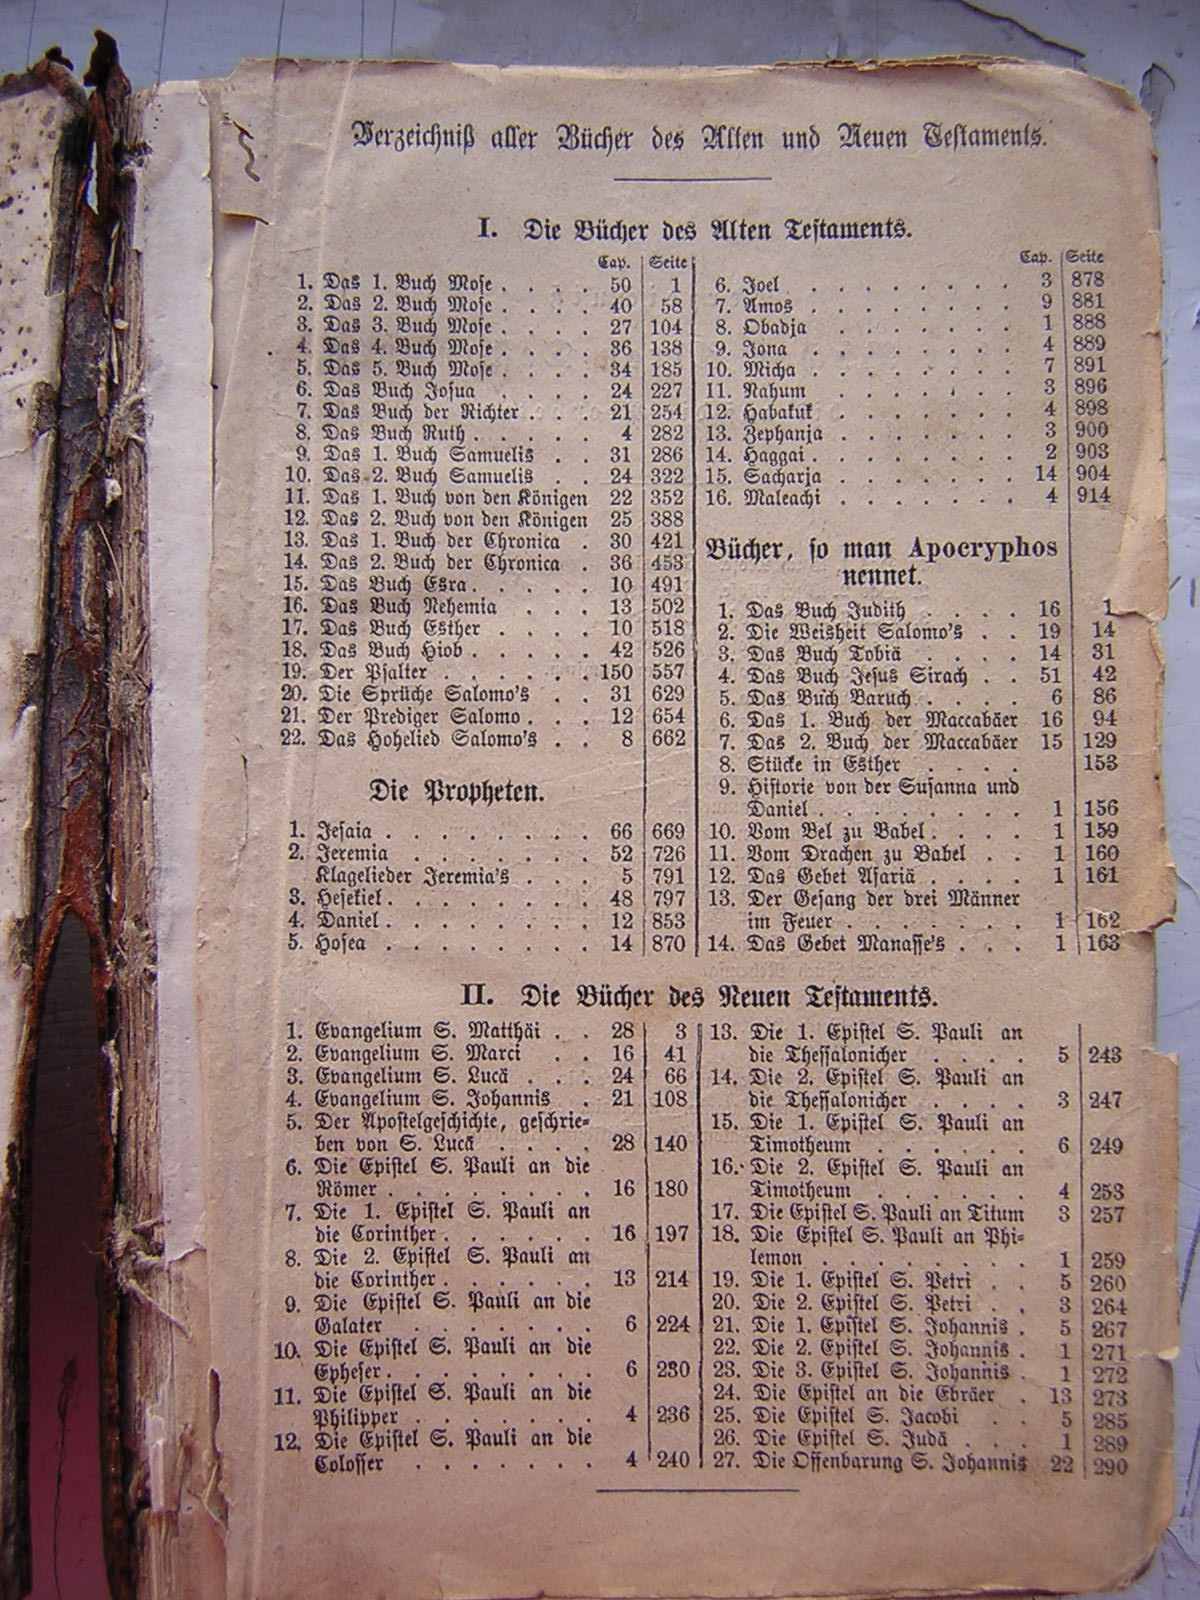 Verzeichniß aller Bücher des Alten und Neuen Testaments.
I. Die Bücher des Alten Testaments.
Cap. Seite
1. Das 1. Buch Mose . . . . 50 1
2. Das 2. Buch Mose . . . . 40 58
3. Das 3. Buch Mose . . . . 27 104
4. Das 4. Buch Mose . . . . 36 138
5. Das 5. Buch Mose . . . . 34 185
6. Das Buch Josua . . . . 24 227
7. Das Buch der Richter . . . 21 254
8. Das Buch Ruth . . . . . 4 282
9. Das 1. Buch Samuelis . . 31 286
10. Das 2. Buch Samuelis . . 24 322
11. Das 1. Buch von den Königen 22 352
12. Das 2. Buch von den Königen 25 388
13. Das 1. Buch der Chronica . 30 421
14. Das 2. Buch der Chronica . 36 453
15. Das Buch Esra . . . . . 10 491
16. Das Buch Nehemia . . . 13 502
17. Das Buch Esther . . . . 10 518
18. Das Buch Hiob . . . . . 42 526
19. Der Psalter . . . . . . 150 557
20. Die Sprüche Salomo's . . 31 629
21. Der Prediger Salomo . . . 12 654
22. Das Hohelied Salomo's . . 8 662
Die Propheten.
1. Jesaia . . . . . . . . 66 669
2. Jeremia . . . . . . . 52 726
Klagelieder Jeremia's . . . 5 791
3. Hesekiel . . . . . . . . 48 797
4. Daniel . . . . . . . . 12 853
5. Hosea . . . . . . . . 14 870
Cap. Seite
6. Joel . . . . . . . . 3 878
7. Amos . . . . . . . . 9 881
8. Obadja . . . . . . . 1 888
9. Jona . . . . . . . . 4 889
10. Micha . . . . . . . . 7 891
11. Nahum . . . . . . . 3 896
12. Habakuk . . . . . . . 4 898
13. Zephanja . . . . . . . 3 900
14. Haggai . . . . . . . . 2 903
15. Sacharja . . . . . . . 14 904
16. Maleachi . . . . . . . 4 914
Bücher, so man Apocryphos
nennet.
1. Das Buch Judith . . . . 16 1
2. Die Weisheit Salomo's . . 19 14
3. Das Buch Tobiä . . . . 14 31
4. Das Buch Jesus Sirach . . 51 42
5. Das Buch Baruch . . . . 6 86
6. Das 1. Buch der Maccabäer 16 94
7. Das 2. Buch der Maccabäer 15 129
8. Stücke in Esther . . . . 153
9. Historie von der Susanna und
Daniel . . . . . . . . 1 156
10. Vom Bel zu Babel . . . . 1 159
11. Vom Drachen zu Babel . . 1 160
12. Das Gebet Asariä . . . . 1 161
13. Der Gesang der drei Männer
im Feuer . . . . . . . 1 162
14. Das Gebet Manasse's . . . 1 163
II. Die Bücher des Neuen Testaments.
1. Evangelium S. Matthäi . . 28 3
2. Evangelium S. Marci . . 16 41
3. Evangelium S. Lucä . . . 24 66
4. Evangelium S. Johannis . 21 108
5. Der Apostelgeschichte, geschrie-
ben von S. Lucä . . . . 28 140
6. Die Epistel S. Pauli an die
Römer . . . . . . . . 16 180
7. Die 1. Epistel S. Pauli an
die Corinther . . . . . . 16 197
8. Die 2. Epistel S. Pauli an
die Corinther . . . . . . 13 214
9. Die Epistel S. Pauli an die
Galater . . . . . . . 6 224
10. Die Epistel S. Pauli an die
Epheser . . . . . . . . 6 230
11. Die Epistel S. Pauli an die
Philipper . . . . . . . 4 236
12. Die Epistel S. Pauli an die
Colosser . . . . . . . 4 240
13. Die 1. Epistel S. Pauli an
die Thessalonicher . . . . 5 243
14. Die 2. Epistel S. Pauli an
die Thessalonicher . . . . 3 247
15. Die 1. Epistel S. Pauli an
Timotheum . . . . . . 6 249
16. Die 2. Epistel S. Pauli an
Timotheum . . . . . . 4 253
17. Die Epistel S. Pauli an Titum 3 257
18. Die Epistel S. Pauli an Phi-
lemon . . . . . . . . 1 259
19. Die 1. Epistel S. Petri . . 5 260
20. Die 2. Epistel S. Petri . . 3 264
21. Die 1. Epistel S. Johannis . 5 267
22. Die 2. Epistel S. Johannis . 1 271
23. Die 3. Epistel S. Johannis . 1 272
24. Die Epistel an die Ebräer . 13 273
25. Die Epistel S. Jacobi . . 5 285
26. Die Epistel S. Judä . . . 1 289
27. Die Offenbarung S. Johannis 22 290